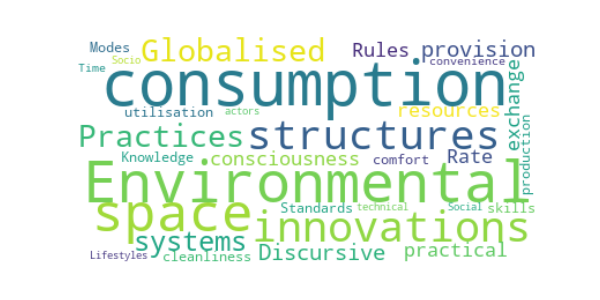 Modes Globalised Rules provision
Socio convenience
Time consumption exchange
utilisation actors resources
Practices structures production
Knowledge consciousness comfort Rate
Environmental
space Standards technical Social skills
innovations
systems Discursive practical
Lifestyles cleanliness